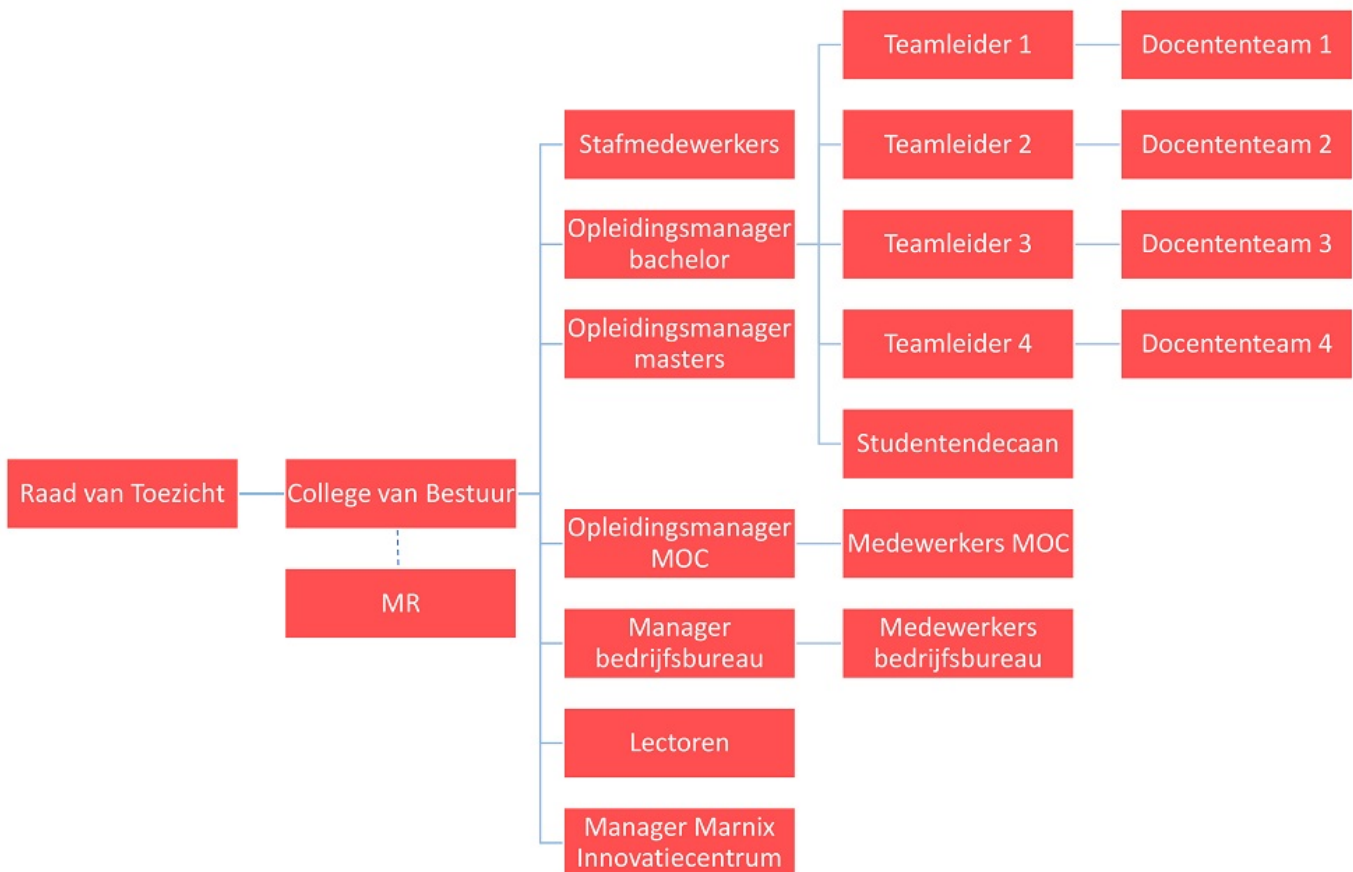 Raad van Toezicht
College van Bestuur
MR
Stafmedewerkers
Opleidingsmanager
bachelor
Teamleider 1
Docententeam 1
Teamleider 2
Docententeam 2
Teamleider 3
Docententeam 3
Teamleider 4
Docententeam 4
Studentendecaan
Opleidingsmanager
masters
Opleidingsmanager
MOC
Medewerkers MOC
Manager
bedrijfsbureau
Medewerkers
bedrijfsbureau
Lectoren
Manager Marnix
Innovatiecentrum